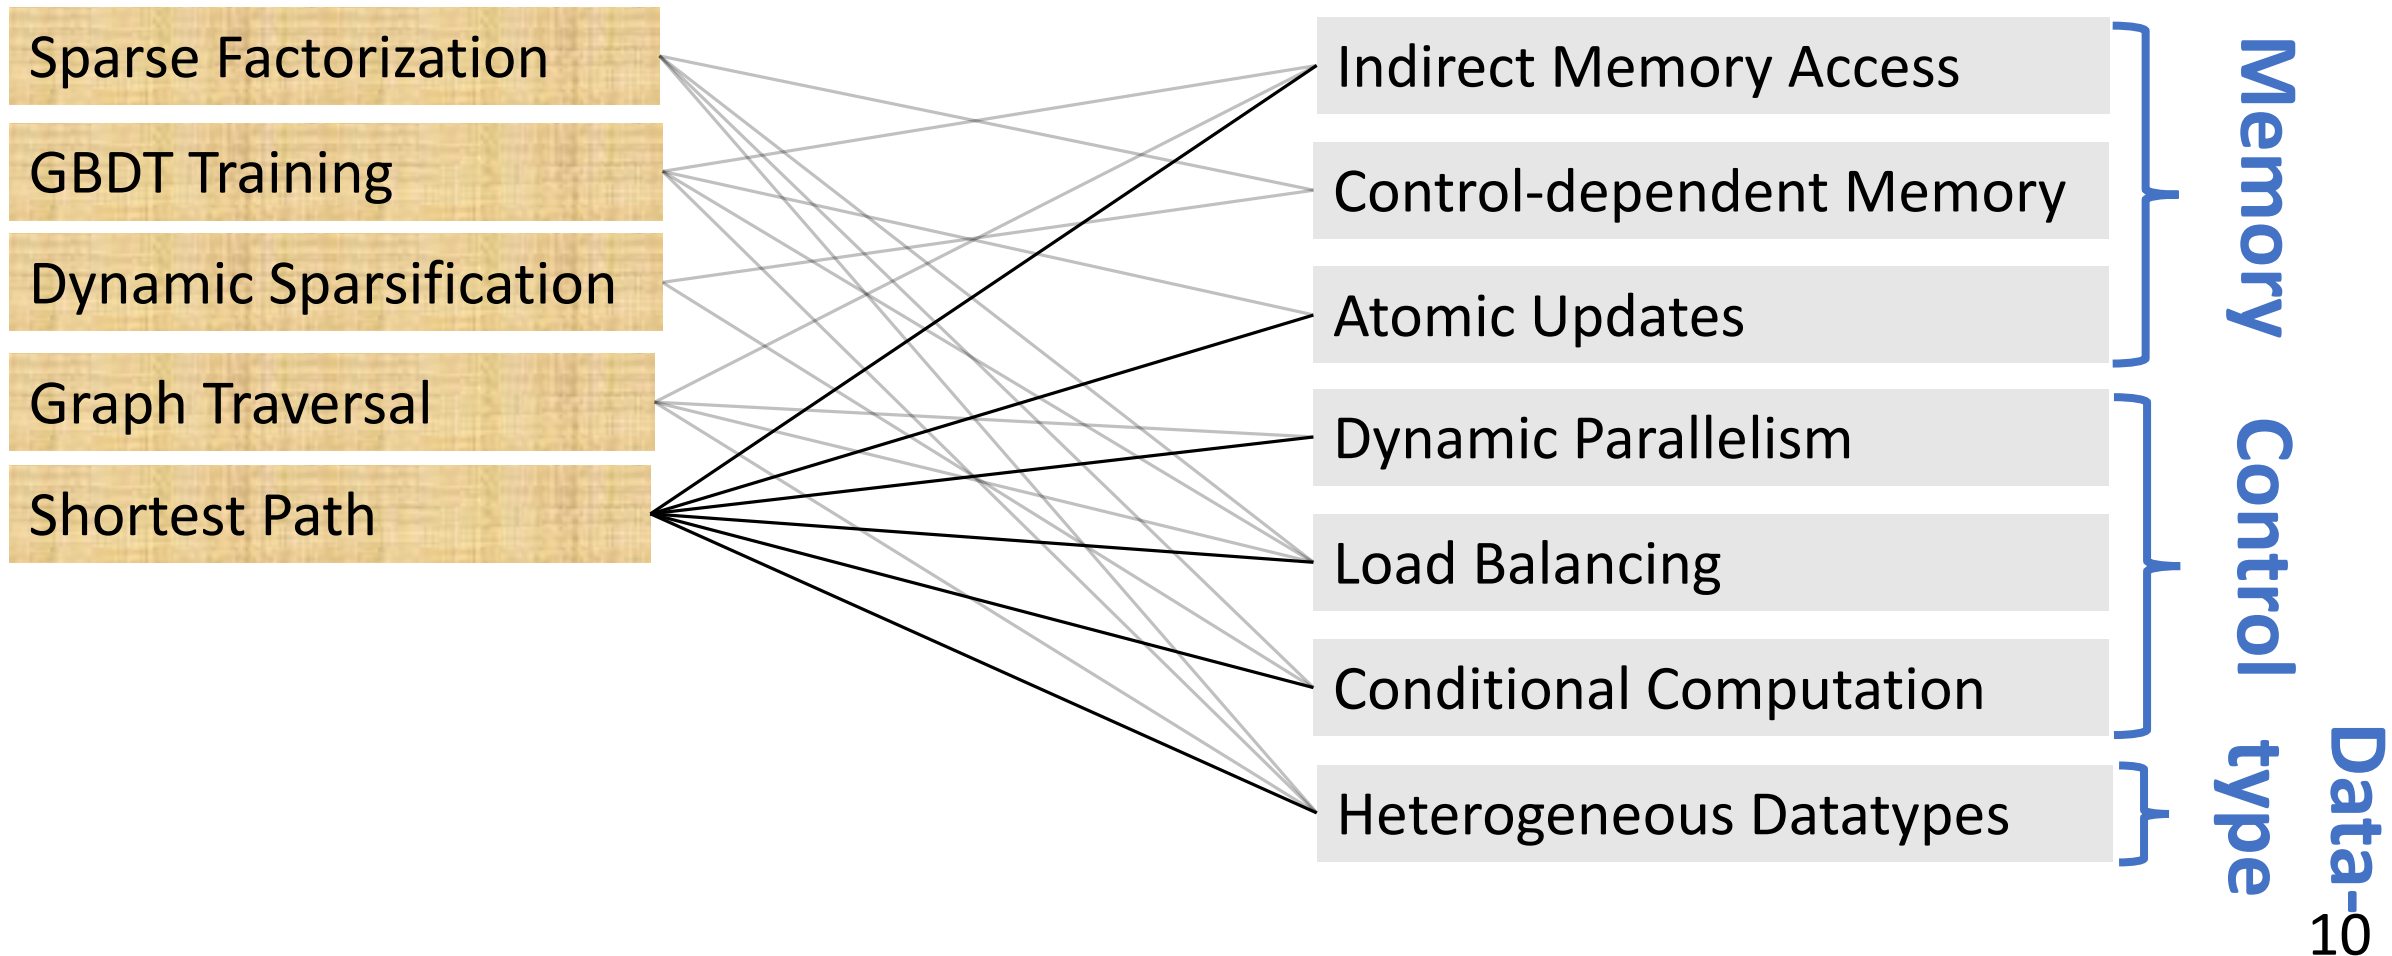 Sparse Factorization
GBDT Training
Dynamic Sparsification
Graph Traversal
Shortest Path
Indirect Memory Access
Control-dependent Memory
Atomic Updates
Dynamic Parallelism
Load Balancing
Conditional Computation
Heterogeneous Datatypes
Memory
Control
Data-
type
10